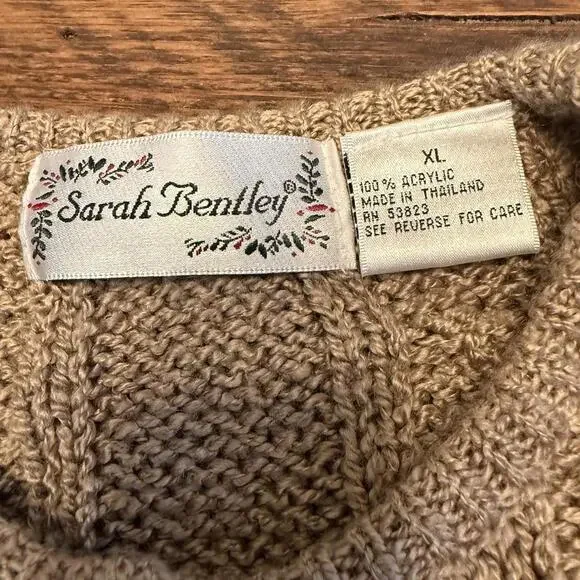 Sarah Bentley®
XL
100% ACRYLIC
MADE IN THAILAND
RN 53823
SEE REVERSE FOR CARE